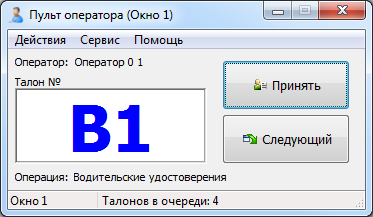 Пульт оператора (Окно 1)
Действия Сервис Помощь
Оператор: Оператор 0 1
Талон №
B1
Принять
Следующий
Операция: Водительские удостоверения
Окно 1 Талонов в очереди: 4